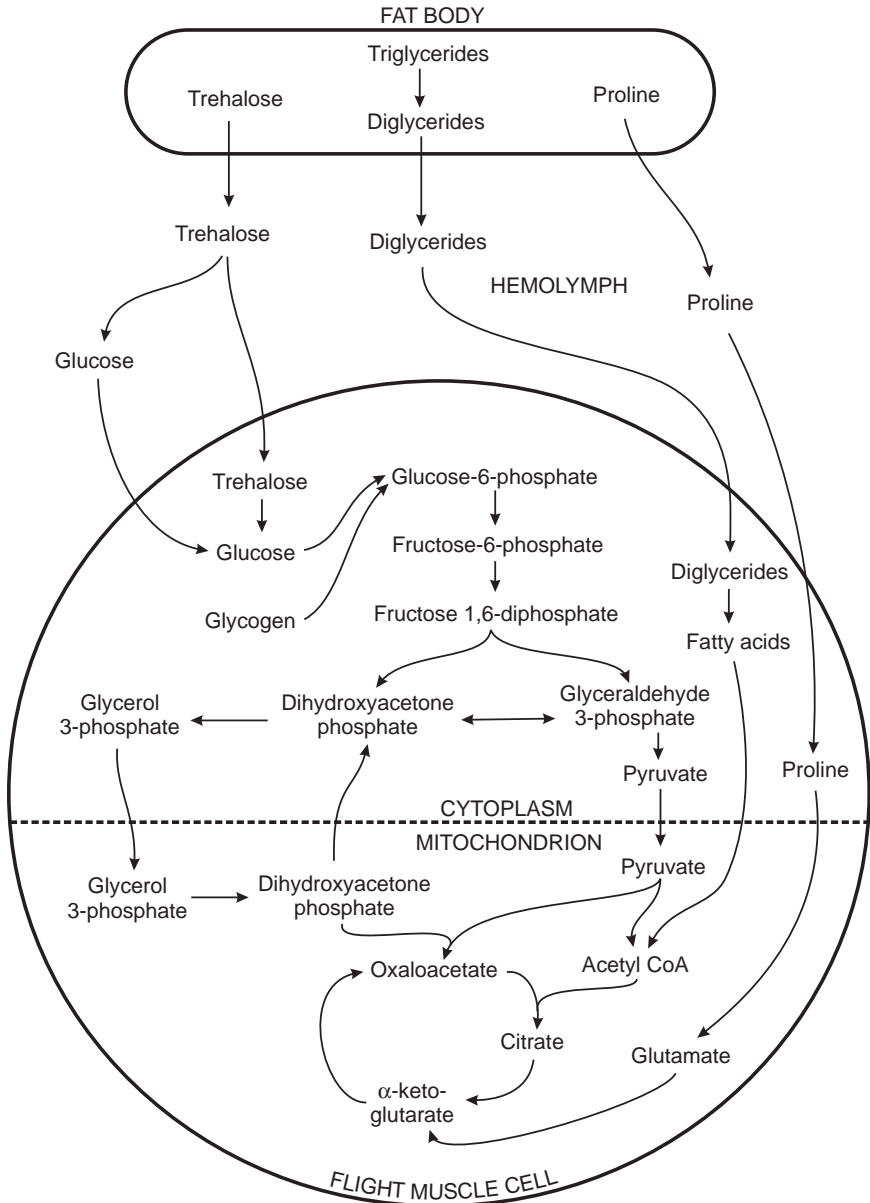 FAT BODY
Triglycerides
Trehalose
Proline
Diglycerides
Trehalose
Diglycerides
HEMOLYMPH
Proline
Glucose
Trehalose
Glucose-6-phosphate
Glucose
Fructose-6-phosphate
Diglycerides
Glycogen
Fructose 1,6-diphosphate
Fatty acids
Glycerol
3-phosphate
Dihydroxyacetone
phosphate
Glyceraldehyde
3-phosphate
Pyruvate
Proline
CYTOPLASM
MITOCHONDRION
Pyruvate
Glycerol
3-phosphate
Dihydroxyacetone
phosphate
Oxaloacetate
Acetyl CoA
Citrate
Glutamate
α-keto-
glutarate
FLIGHT MUSCLE CELL